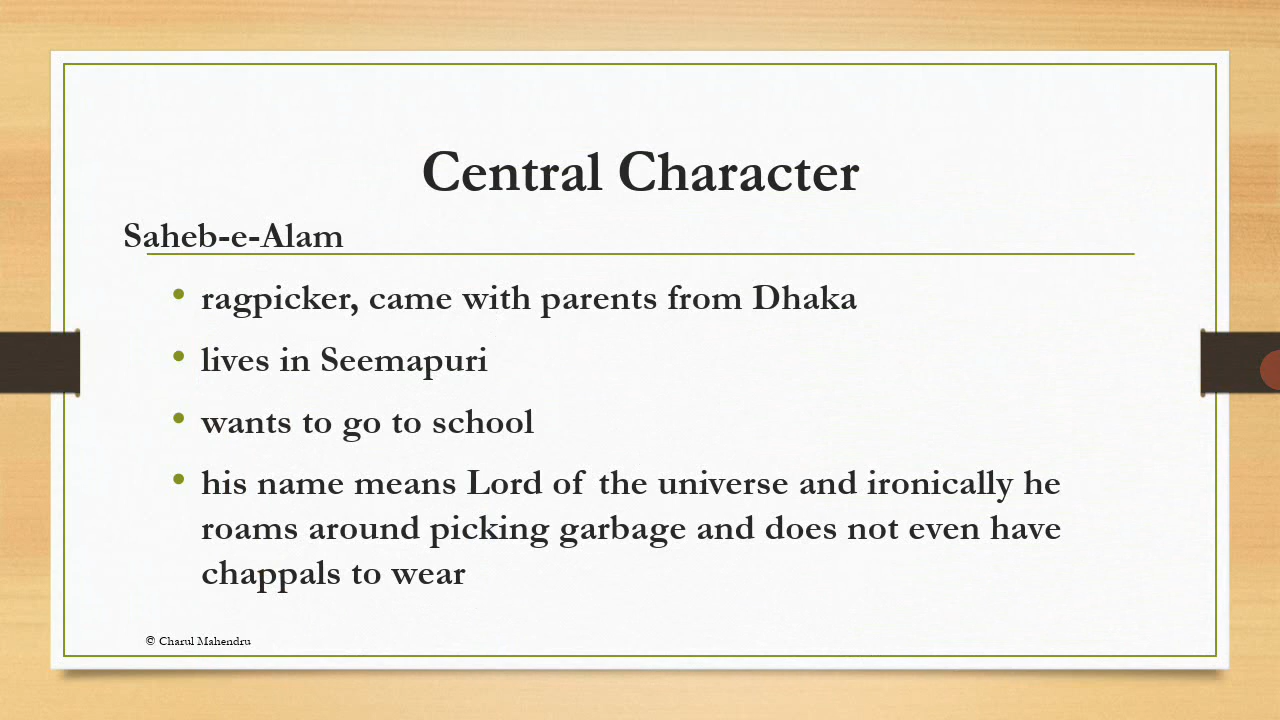 Central Character
Saheb-e-Alam
• ragpicker, came with parents from Dhaka
• lives in Seemapuri
• wants to go to school
• his name means Lord of the universe and ironically he
roams around picking garbage and does not even have
chappals to wear
© Charul Mahendru